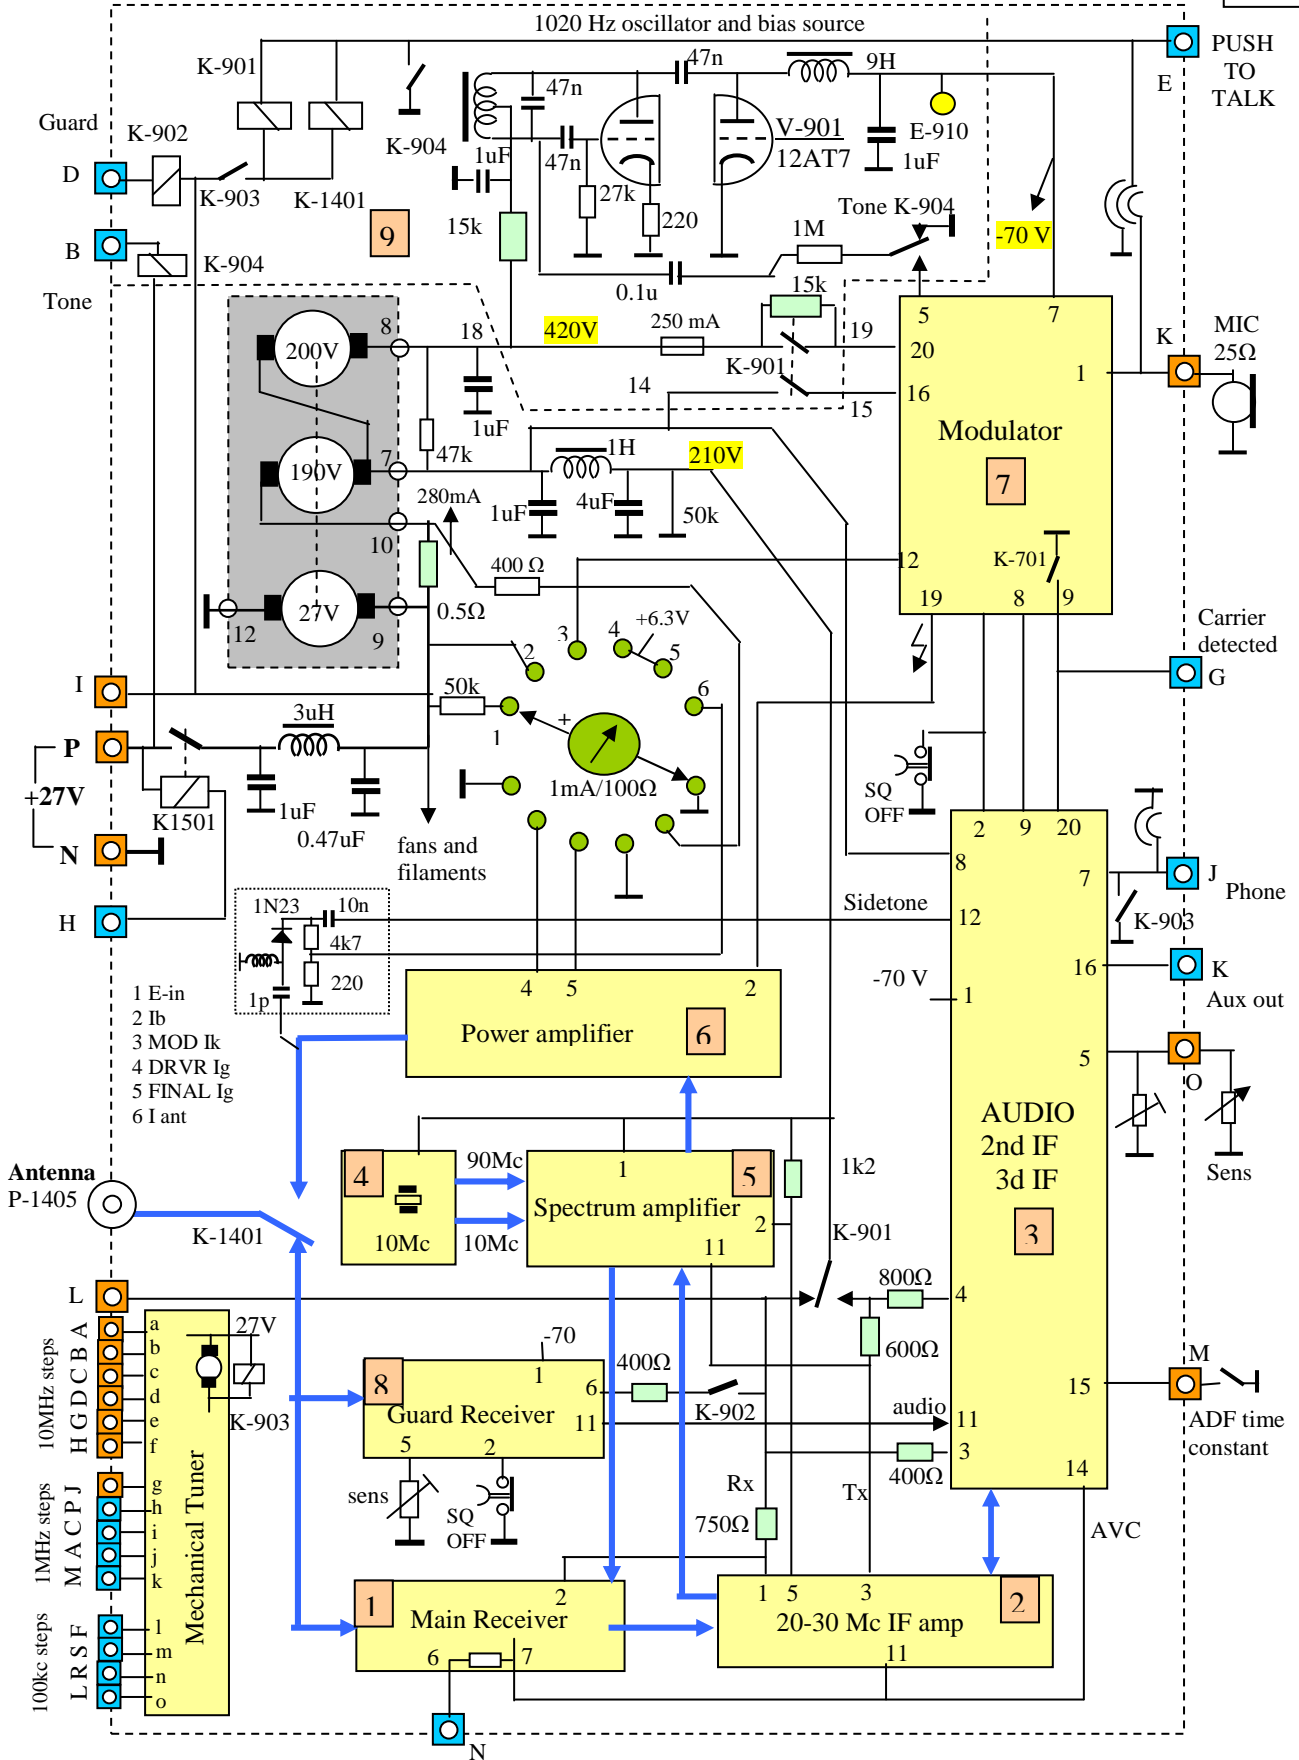 1020 Hz oscillator and bias source
PUSH
TO
TALK
E
K-901
47n
47n
9H
Guard
K-902
K-904
1uF
47n
V-901
12AT7
E-910
1uF
D
K-903
K-1401
27k
220
Tone K-904
B
K-904
9
15k
1M
-70 V
Tone
0.1u
15k
8
18
420V
250 mA
19
5
7
K
MIC
25Ω
200V
K-901
20
1
14
15
16
1uF
47k
7
1H
210V
Modulator
7
190V
280mA
1uF
4uF
50k
10
400 Ω
12
K-701
27V
0.5Ω
+6.3V
19
8
9
12
9
3
4
5
2
6
Carrier
detected
G
I
50k
1
+
3uH
P
+27V
1uF
0.47uF
K1501
1mA/100Ω
SQ
OFF
N
fans and
filaments
2
9
20
8
7
J
Phone
H
1N23
10n
4k7
220
1p
Sidetone
12
K-903
16
K
Aux out
1 E-in
2 Ib
3 MOD Ik
4 DRVR Ig
5 FINAL Ig
6 I ant
4
5
2
-70 V
1
Power amplifier
6
5
O
Sens
AUDIO
2nd IF
3d IF
3
Antenna
P-1405
4
90Mc
1
5
1k2
Spectrum amplifier
2
K-1401
10Mc
10Mc
11
K-901
L
800Ω
4
600Ω
10MHz steps
H G D C B A
a
b
c
d
e
f
27V
K-903
-70
1
8
6
400Ω
K-902
Guard Receiver
11
audio
11
15
M
ADF time
constant
5
2
3
400Ω
14
1MHz steps
M A C P J
g
h
i
j
k
Mechanical Tuner
sens
SQ
OFF
Rx
Tx
750Ω
AVC
1
2
1
5
3
2
Main Receiver
20-30 Mc IF amp
100kc steps
L R S F
l
m
n
o
6
7
11
N